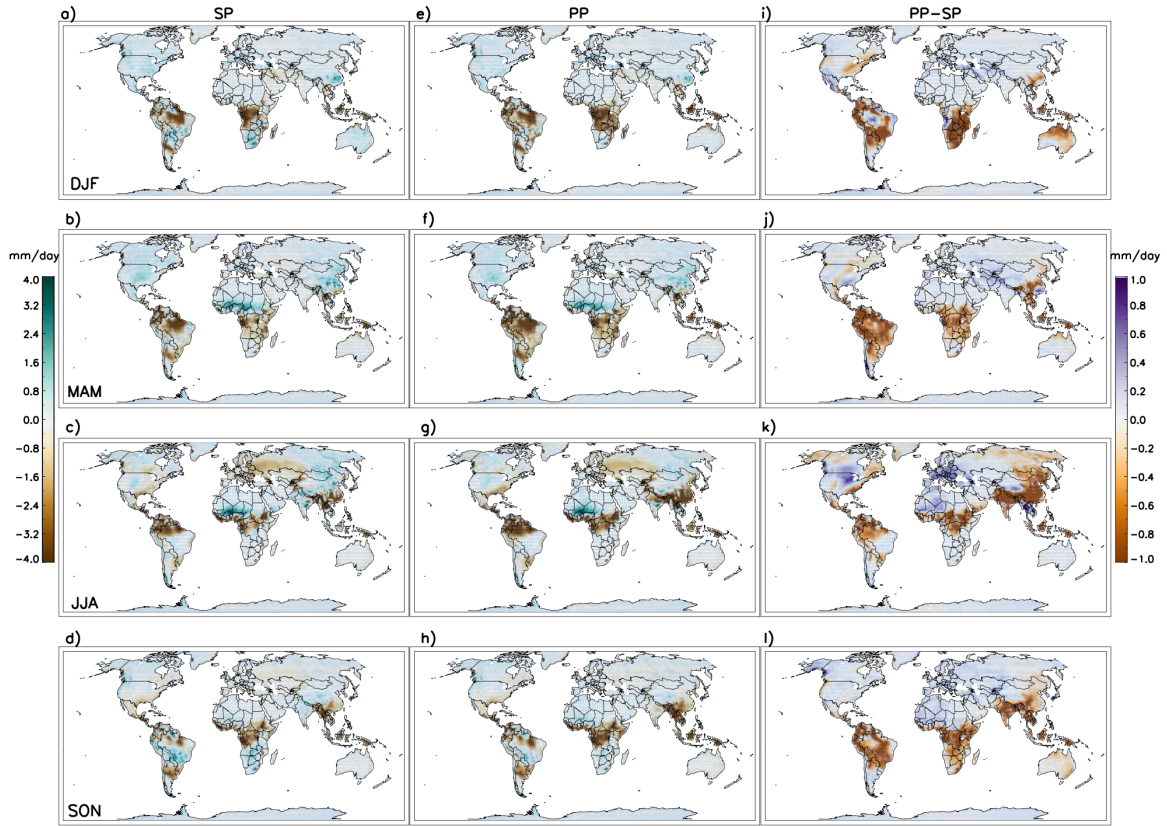 a) SP e) PP i) PP−SP
DJF
b) f) j)
mm/day mm/day
4.0 1.0
3.2 0.8
2.4 0.6
1.6 0.4
0.8 0.2
0.0 0.0
−0.8 −0.2
−1.6 −0.4
−2.4 −0.6
−3.2 −0.8
−4.0 −1.0
MAM
c) g) k)
JJA
d) h) l)
SON